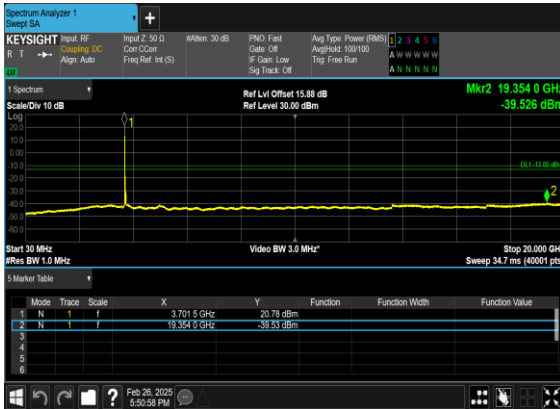 Spectrum Analyzer 1
Swept SA
+
KEYSIGHT Input: RF Input Z: 50 Ω #Atten: 30 dB PNO: Fast Avg Type: Power (RMS) 1 2 3 4 5 6
R T Coupling: DC Corr CCorr Gate: Off Avg|Hold: 100/100 A W W W W W
Align: Auto Freq Ref: Int (S) IF Gain: Low Trig: Free Run
Sig Track: Off A N N N N N
1 Spectrum
Scale/Div 10 dB Ref Lvl Offset 15.88 dB Mkr2 19.354 0 GHz
Ref Level 30.00 dBm -39.526 dBm
Log
20.0
10.0
0.00
-10.0
DL1 -13.00 dBm
-20.0
-30.0
-40.0
-50.0
-60.0
1
2
Start 30 MHz Video BW 3.0 MHz* Stop 20.000 GHz
#Res BW 1.0 MHz Sweep 34.7 ms (40001 pts)
5 Marker Table
Mode Trace Scale X Y Function Function Width Function Value
1 N 1 f 3.701 5 GHz 20.78 dBm
2 N 1 f 19.354 0 GHz -39.53 dBm
3
4
5
6
? Feb 26, 2025
5:50:58 PM